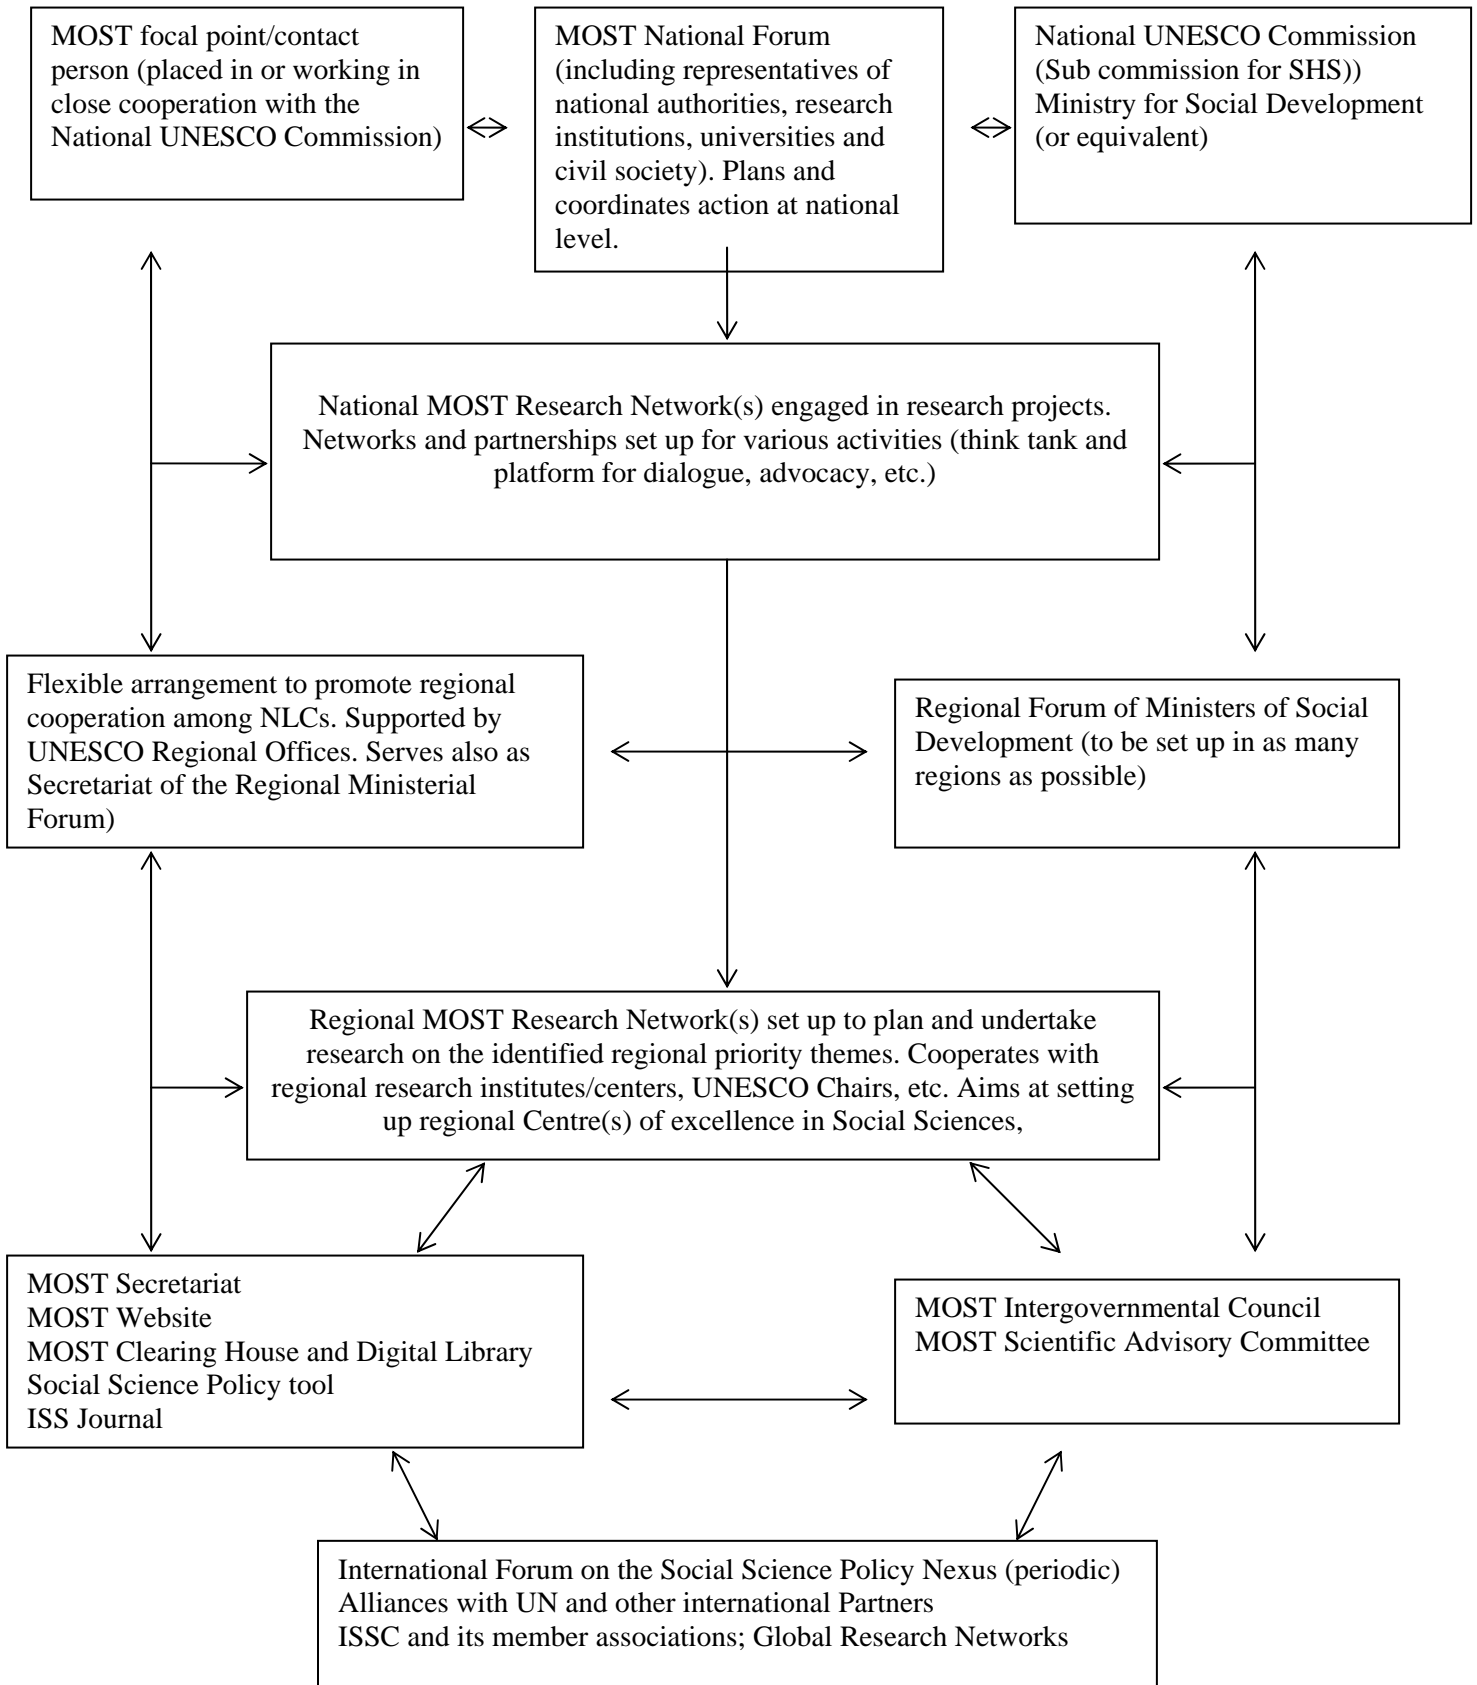 MOST focal point/contact
person (placed in or working in
close cooperation with the
National UNESCO Commission)
MOST National Forum
(including representatives of
national authorities, research
institutions, universities and
civil society). Plans and
coordinates action at national
level.
National UNESCO Commission
(Sub commission for SHS))
Ministry for Social Development
(or equivalent)
National MOST Research Network(s) engaged in research projects.
Networks and partnerships set up for various activities (think tank and
platform for dialogue, advocacy, etc.)
Flexible arrangement to promote regional
cooperation among NLCs. Supported by
UNESCO Regional Offices. Serves also as
Secretariat of the Regional Ministerial
Forum)
Regional Forum of Ministers of Social
Development (to be set up in as many
regions as possible)
Regional MOST Research Network(s) set up to plan and undertake
research on the identified regional priority themes. Cooperates with
regional research institutes/centers, UNESCO Chairs, etc. Aims at setting
up regional Centre(s) of excellence in Social Sciences,
MOST Secretariat
MOST Website
MOST Clearing House and Digital Library
Social Science Policy tool
ISS Journal
MOST Intergovernmental Council
MOST Scientific Advisory Committee
International Forum on the Social Science Policy Nexus (periodic)
Alliances with UN and other international Partners
ISSC and its member associations; Global Research Networks